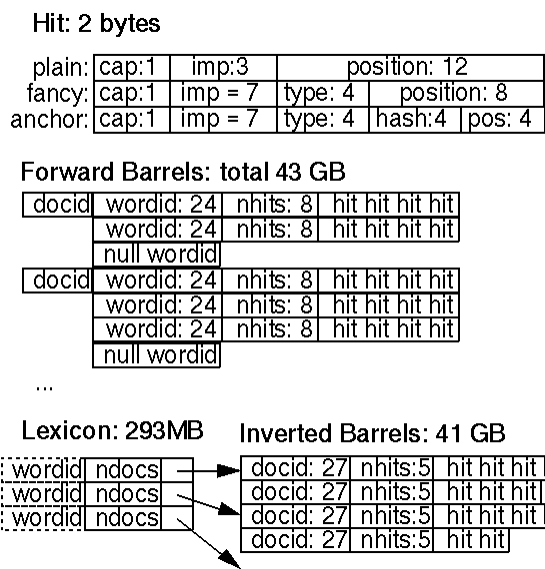 Hit: 2 bytes
plain: cap:1 imp:3 position: 12
fancy: cap:1 imp = 7 type: 4 position: 8
anchor: cap:1 imp = 7 type: 4 hash:4 pos: 4
Forward Barrels: total 43 GB
docid wordid: 24 nhits: 8 hit hit hit hit
wordid: 24 nhits: 8 hit hit hit hit
null wordid
docid wordid: 24 nhits: 8 hit hit hit hit
wordid: 24 nhits: 8 hit hit hit hit
wordid: 24 nhits: 8 hit hit hit hit
null wordid
...
Lexicon: 293MB
wordid ndocs
wordid ndocs
wordid ndocs
Inverted Barrels: 41 GB
docid: 27 nhits:5 hit hit hit
docid: 27 nhits:5 hit hit hit
docid: 27 nhits:5 hit hit hit
docid: 27 nhits:5 hit hit